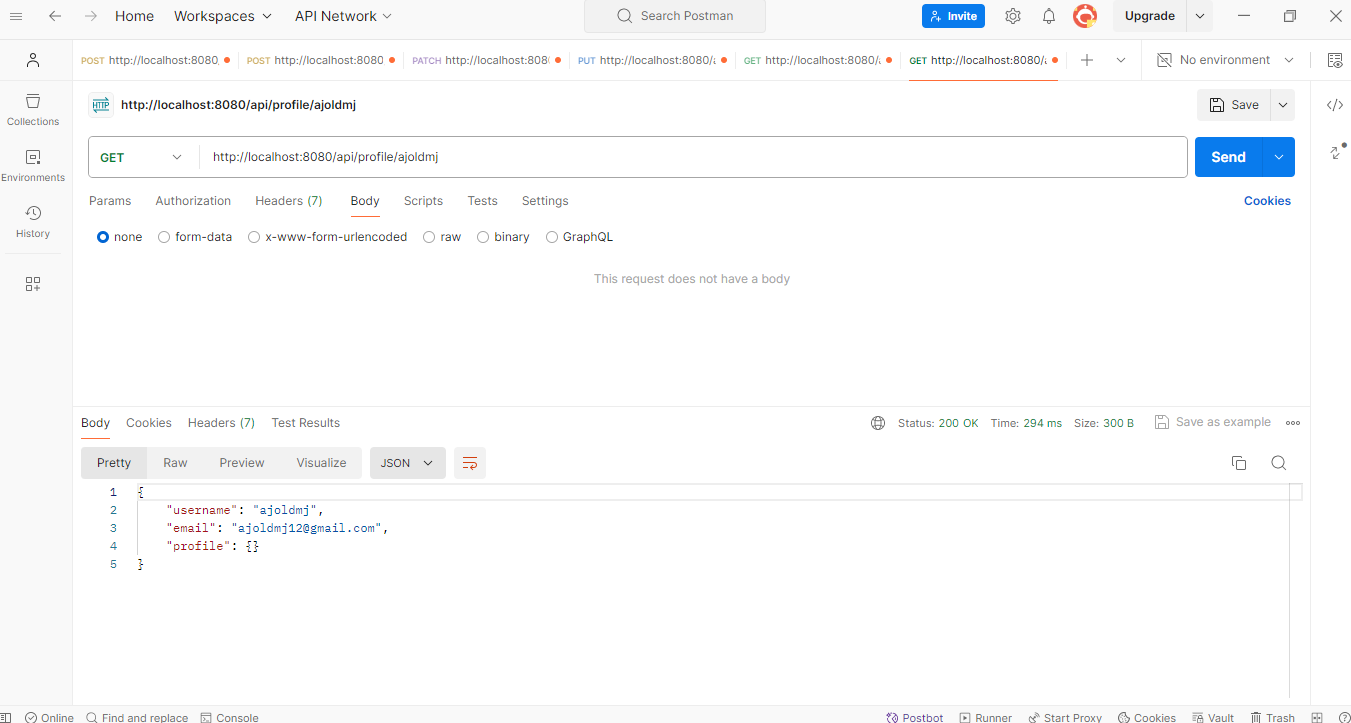 Home Workspaces API Network Search Postman Invite Upgrade
POST http://localhost:8080, POST http://localhost:8080 PATCH http://localhost:808 PUT http://localhost:8080/a GET http://localhost:8080/a GET http://localhost:8080/a No environment
HTTP http://localhost:8080/api/profile/ajoldmj Save
Collections
GET http://localhost:8080/api/profile/ajoldmj Send
Environments
Params Authorization Headers (7) Body Scripts Tests Settings Cookies
History
none form-data x-www-form-urlencoded raw binary GraphQL
This request does not have a body
Body Cookies Headers (7) Test Results Status: 200 OK Time: 294 ms Size: 300 B Save as example
Pretty Raw Preview Visualize JSON
1 {
2 "username": "ajoldmj",
3 "email": "ajoldmj12@gmail.com",
4 "profile": {}
5 }
Online Find and replace Console Postbot Runner Start Proxy Cookies Vault Trash